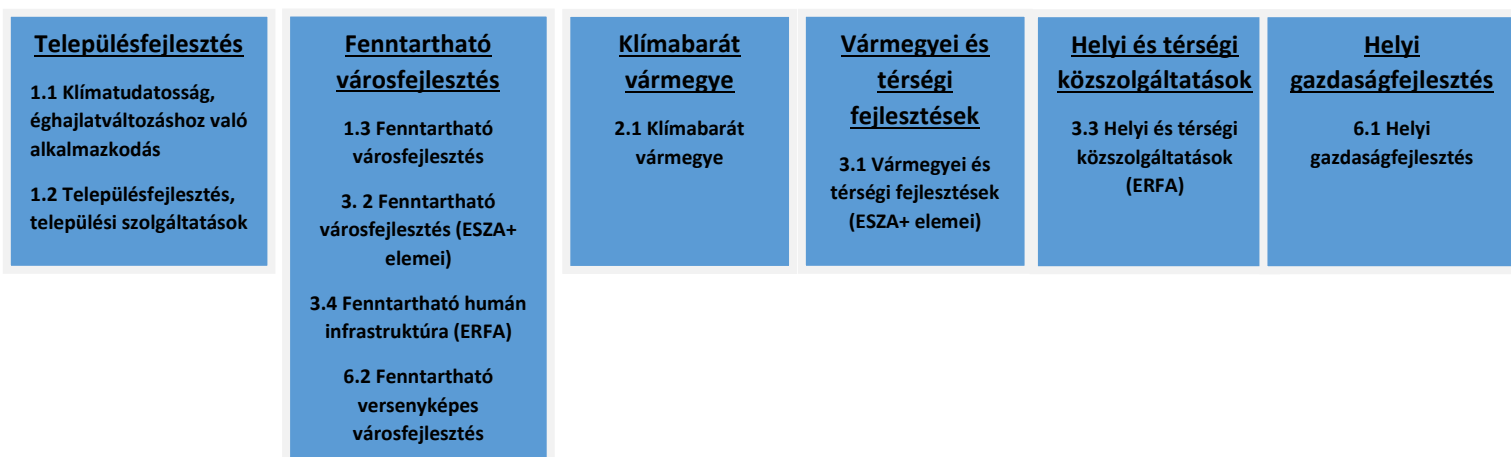 Településfejlesztés
1.1 Klímatudatosság,
éghajlatváltozáshoz való
alkalmazkodás
1.2 Településfejlesztés,
települési szolgáltatások
Fenntartható
városfejlesztés
1.3 Fenntartható
városfejlesztés
3. 2 Fenntartható
városfejlesztés (ESZA+
elemei)
3.4 Fenntartható humán
infrastruktúra (ERFA)
6.2 Fenntartható
versenyképes
városfejlesztés
Klímabarát
vármegye
2.1 Klímabarát
vármegye
Vármegyei és
térségi
fejlesztések
3.1 Vármegyei és
térségi fejlesztések
(ESZA+ elemei)
Helyi és térségi
közszolgáltatások
3.3 Helyi és térségi
közszolgáltatások
(ERFA)
Helyi
gazdaságfejlesztés
6.1 Helyi
gazdaságfejlesztés